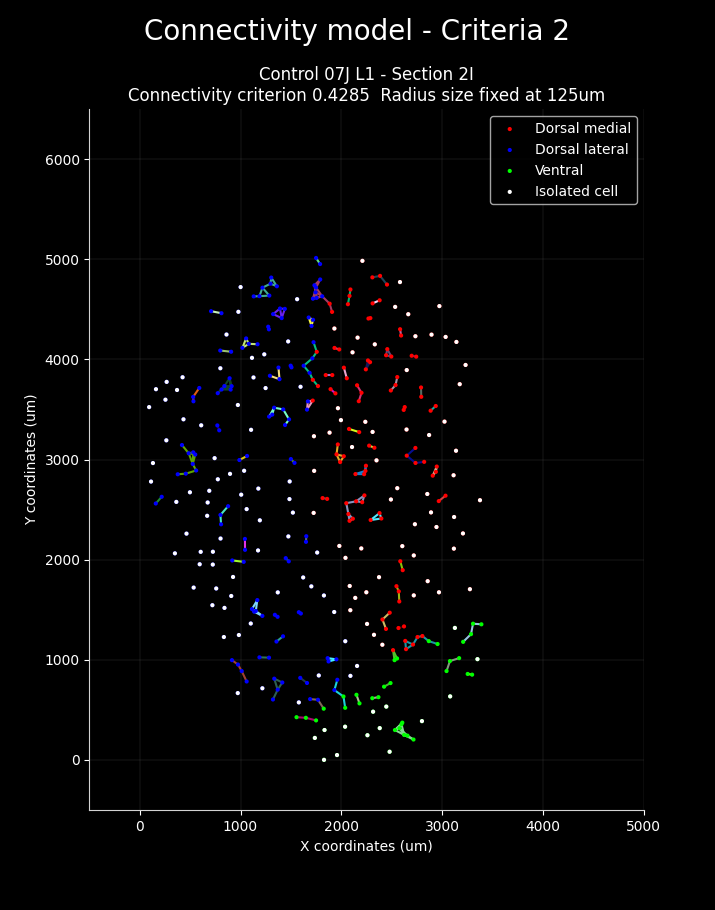 Connectivity model - Criteria 2
Control 07J L1 - Section 2I
Connectivity criterion 0.4285  Radius size fixed at 125um
Dorsal medial
Dorsal lateral
Ventral
Isolated cell
6000
5000
4000
3000
2000
1000
0
Y coordinates (um)
0 1000 2000 3000 4000 5000
X coordinates (um)